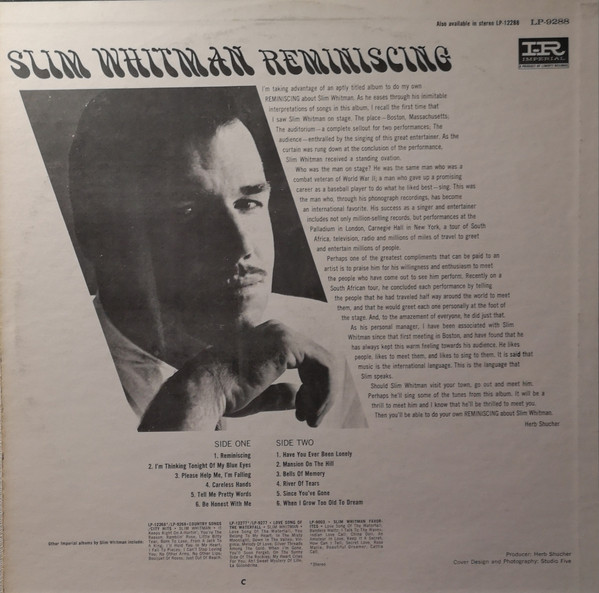 Also available in stereo LP-12288 LP-9288
I-R
IMPERIAL
SLIM WHITMAN REMINISCING
I'm taking advantage of an aptly titled album to do my own
REMINISCING about Slim Whitman. As he eases through his inimitable
interpretations of songs in this album, I recall the first time that
I saw Slim Whitman on stage. The place—Boston, Massachusetts;
The auditorium—a complete sellout for two performances; The
audience—enthralled by the singing of this great entertainer. As the
curtain was rung down at the conclusion of the performance,
Slim Whitman received a standing ovation.
Who was the man on stage? He was the same man who was a
combat veteran of World War II; a man who gave up a promising
career as a baseball player to do what he liked best—sing. This was
the man who, through his phonograph recordings, has become
an international favorite. His success as a singer and entertainer
includes not only million-selling records, but performances at the
Palladium in London, Carnegie Hall in New York, a tour of South
Africa, television, radio and millions of miles of travel to greet
and entertain millions of people.
Perhaps one of the greatest compliments that can be paid to an
artist is to praise him for his willingness and enthusiasm to meet
the people who have come out to see him perform. Recently on a
South African tour, he concluded each performance by telling
the people that he had traveled half way around the world to meet
them, and that he would greet each one personally at the foot of
the stage. And, to the amazement of everyone, he did just that.
As his personal manager, I have been associated with Slim
Whitman since that first meeting in Boston, and have found that he
has always kept this warm feeling towards his audience. He likes
people, likes to meet them, and likes to sing to them. It is said that
music is the international language. This is the language that
Slim speaks.
Should Slim Whitman visit your town, go out and meet him.
Perhaps he'll sing some of the tunes from this album. It will be a
thrill to meet him and I know that he'll be thrilled to meet you.
Then you'll be able to do your own REMINISCING about Slim Whitman.
Herb Shucher
SIDE ONE
1. Reminiscing
2. I'm Thinking Tonight Of My Blue Eyes
3. Please Help Me, I'm Falling
4. Careless Hands
5. Tell Me Pretty Words
6. Be Honest With Me
SIDE TWO
1. Have You Ever Been Lonely
2. Mansion On The Hill
3. Bells Of Memory
4. River Of Tears
5. Since You've Gone
6. When I Grow Too Old To Dream
Other Imperial albums by Slim Whitman include:
Producer: Herb Shucher
Cover Design and Photography: Studio Five
*Stereo
C